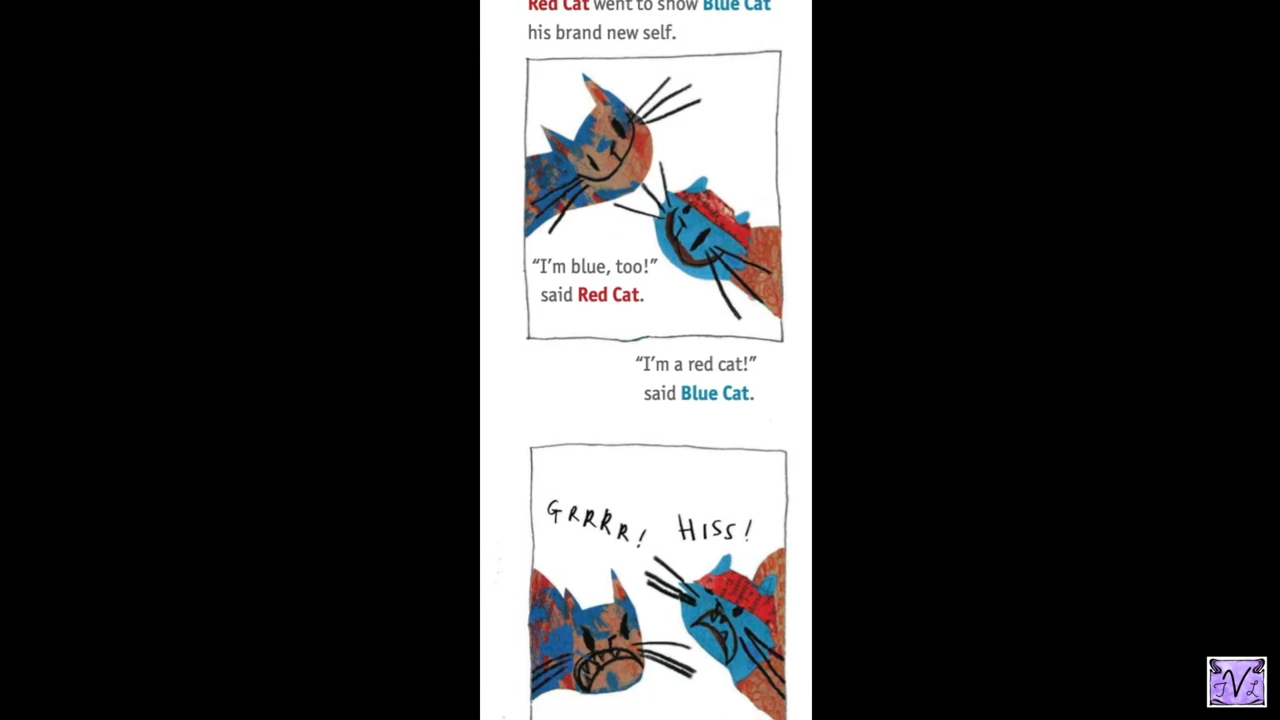 Red Cat went to show Blue Cat
his brand new self.
"I'm blue, too!"
said Red Cat.
"I'm a red cat!"
said Blue Cat.
GRRRR! HISS!